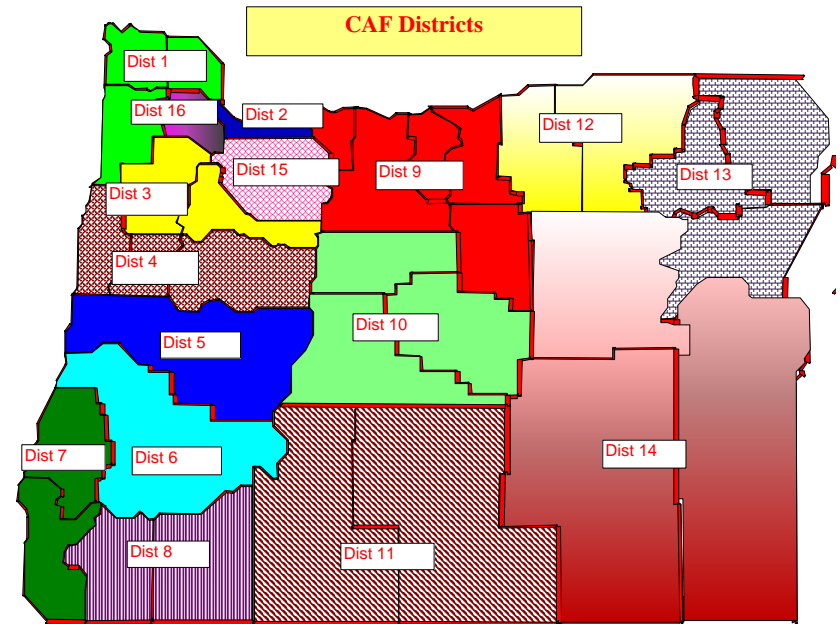 CAF Districts
Dist 1
Dist 16
Dist 2
Dist 12
Dist 15
Dist 9
Dist 13
Dist 3
Dist 4
Dist 10
Dist 5
Dist 7
Dist 6
Dist 14
Dist 8
Dist 11